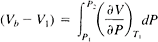 (V_b − V_1) = ∫_{P_1}^{P_2} (∂V/∂P)_{T_1} dP